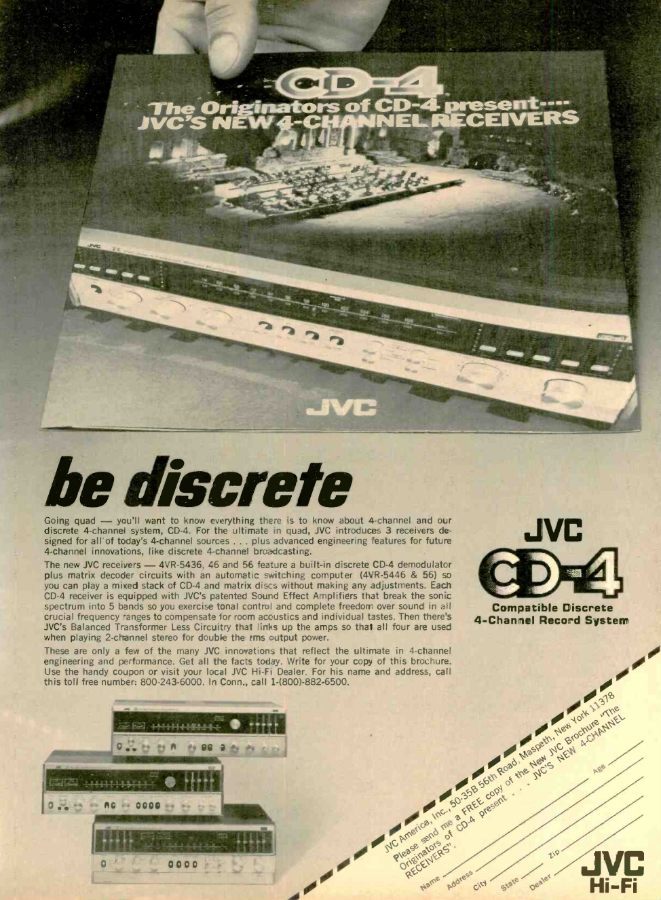 CD-4
The Originators of CD-4 present----
JVC'S NEW 4-CHANNEL RECEIVERS
JVC
JVC
be discrete
Going quad — you'll want to know everything there is to know about 4-channel and our
discrete 4-channel system, CD-4. For the ultimate in quad, JVC introduces 3 receivers de-
signed for all of today's 4-channel sources . . . plus advanced engineering features for future
4-channel innovations, like discrete 4-channel broadcasting.
The new JVC receivers — 4VR-5436, 46 and 56 feature a built-in discrete CD-4 demodulator
plus matrix decoder circuits with an automatic switching computer (4VR-5446 & 56) so
you can play a mixed stack of CD-4 and matrix discs without making any adjustments. Each
CD-4 receiver is equipped with JVC's patented Sound Effect Amplifiers that break the sonic
spectrum into 5 bands so you exercise tonal control and complete freedom over sound in all
crucial frequency ranges to compensate for room acoustics and individual tastes. Then there's
JVC's Balanced Transformer Less Circuitry that links up the amps so that all four are used
when playing 2-channel stereo for double the rms output power.
These are only a few of the many JVC innovations that reflect the ultimate in 4-channel
engineering and performance. Get all the facts today. Write for your copy of this brochure.
Use the handy coupon or visit your local JVC Hi-Fi Dealer. For his name and address, call
this toll free number: 800-243-6000. In Conn., call 1-(800)-882-6500.
JVC
CD-4
Compatible Discrete
4-Channel Record System
JVC America, Inc., 50-35B 56th Road, Maspeth, New York 11378
Please send me a FREE copy of the New JVC Brochure "The
Originators of CD-4 present . . . JVC'S NEW 4-CHANNEL
RECEIVERS".
Name Age
Address
City
State Zip
Dealer
JVC
Hi-Fi